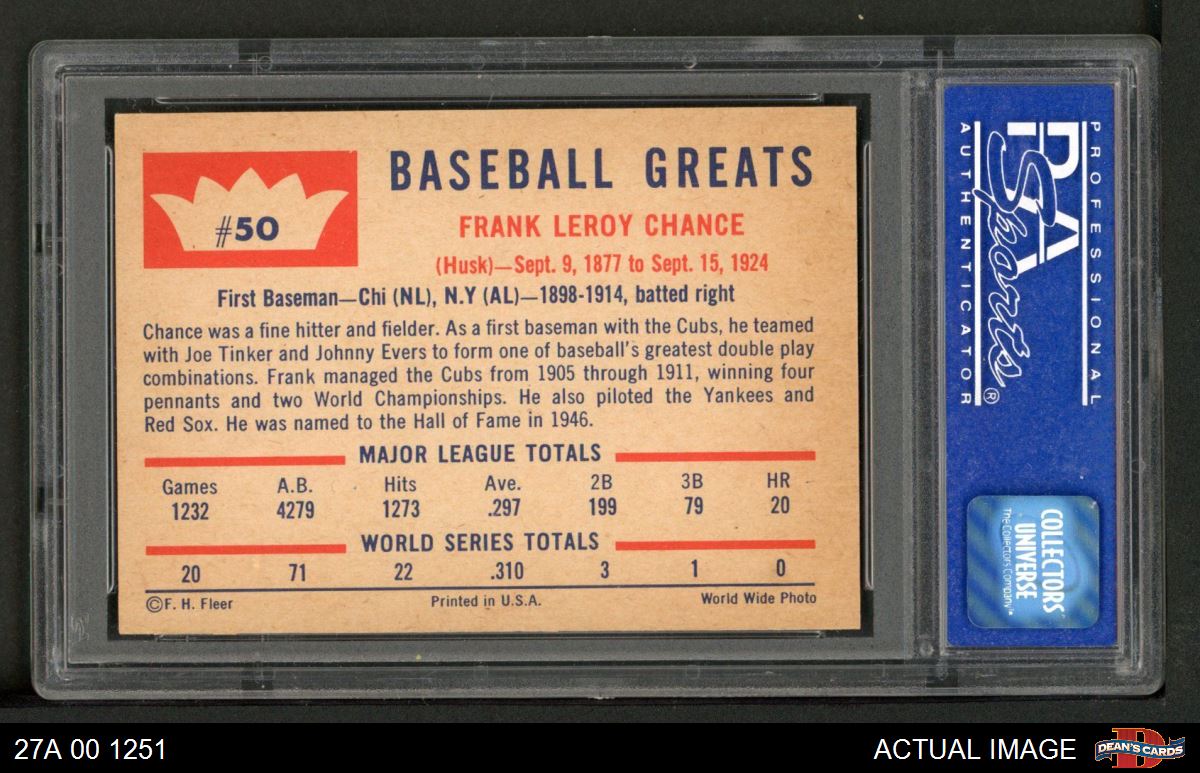 BASEBALL GREATS
#50
FRANK LEROY CHANCE
(Husk)—Sept. 9, 1877 to Sept. 15, 1924
First Baseman—Chi (NL), N.Y (AL)—1898-1914, batted right
Chance was a fine hitter and fielder. As a first baseman with the Cubs, he teamed
with Joe Tinker and Johnny Evers to form one of baseball's greatest double play
combinations. Frank managed the Cubs from 1905 through 1911, winning four
pennants and two World Championships. He also piloted the Yankees and
Red Sox. He was named to the Hall of Fame in 1946.
MAJOR LEAGUE TOTALS
Games A.B. Hits Ave. 2B 3B HR
1232 4279 1273 .297 199 79 20
WORLD SERIES TOTALS
20 71 22 .310 3 1 0
©F. H. Fleer Printed in U.S.A. World Wide Photo
PROFESSIONAL
PSA
Sports®
AUTHENTICATOR
COLLECTORS
UNIVERSE
The Collectors Company™
27A 00 1251
ACTUAL IMAGE
D
DEAN'S CARDS